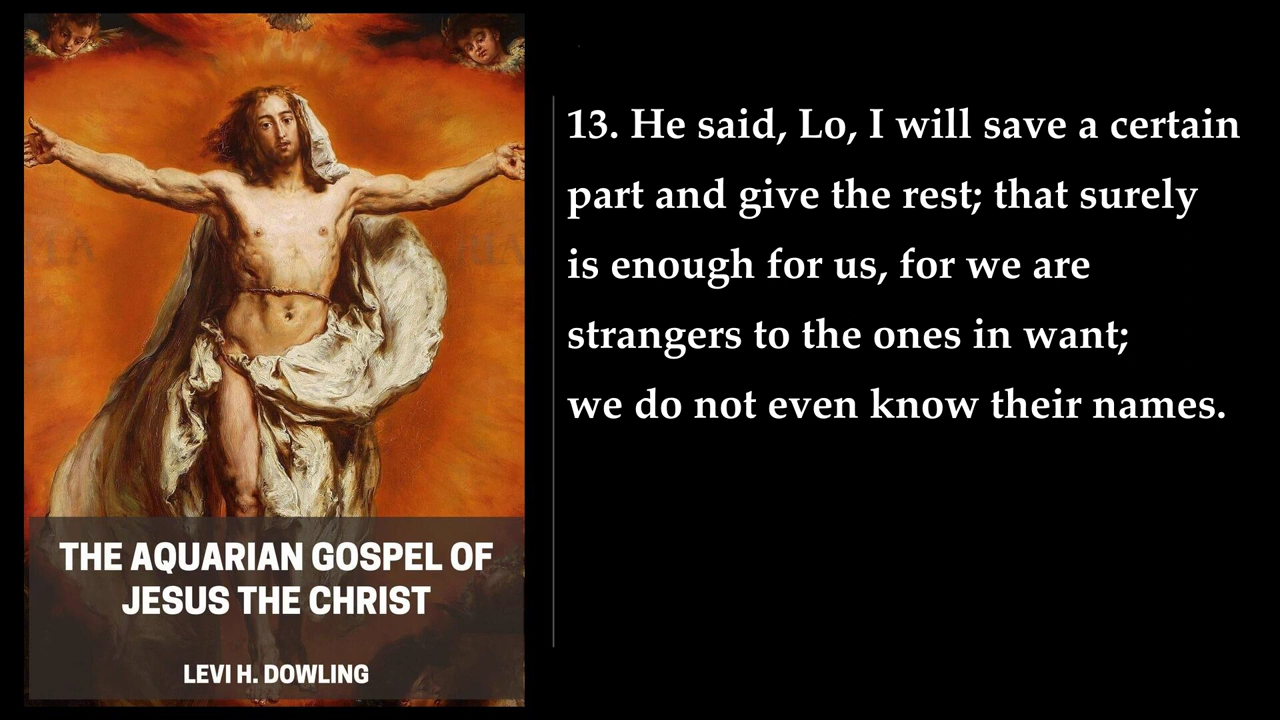 13. He said, Lo, I will save a certain
part and give the rest; that surely
is enough for us, for we are
strangers to the ones in want;
we do not even know their names.
THE AQUARIAN GOSPEL OF
JESUS THE CHRIST
LEVI H. DOWLING